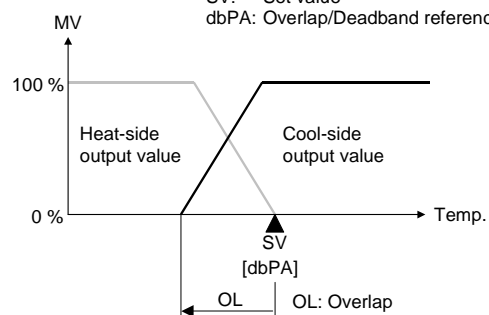 SV: Set value
dbPA: Overlap/Deadband referenc
MV
100 %
Heat-side
output value
Cool-side
output value
0 %
Temp.
SV
[dbPA]
OL
OL: Overlap